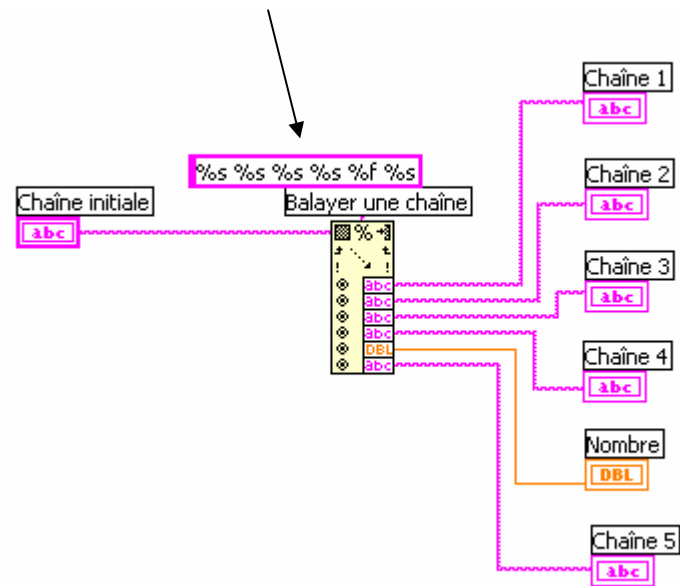 Chaîne 1
abc
%s %s %s %s %f %s
Chaîne 2
Chaîne initiale
Balayer une chaîne
abc
abc
%
Chaîne 3
abc
abc
abc
abc
abc
DBL
abc
Chaîne 4
abc
Nombre
DBL
Chaîne 5
abc